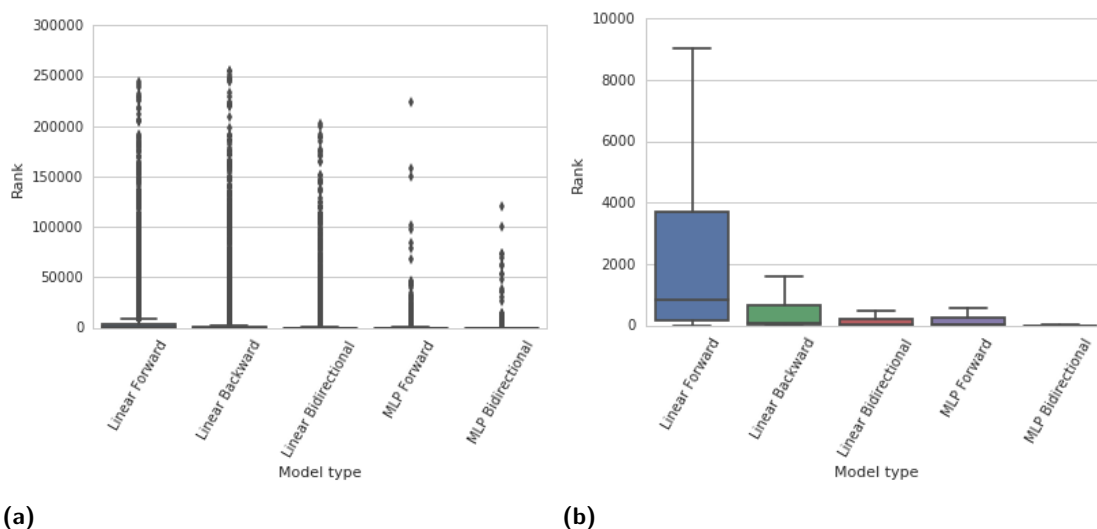 300000
250000
200000
150000
100000
50000
0
Rank
Linear Forward
Linear Backward
Linear Bidirectional
MLP Forward
MLP Bidirectional
Model type
(a)
10000
8000
6000
4000
2000
0
Rank
Linear Forward
Linear Backward
Linear Bidirectional
MLP Forward
MLP Bidirectional
Model type
(b)